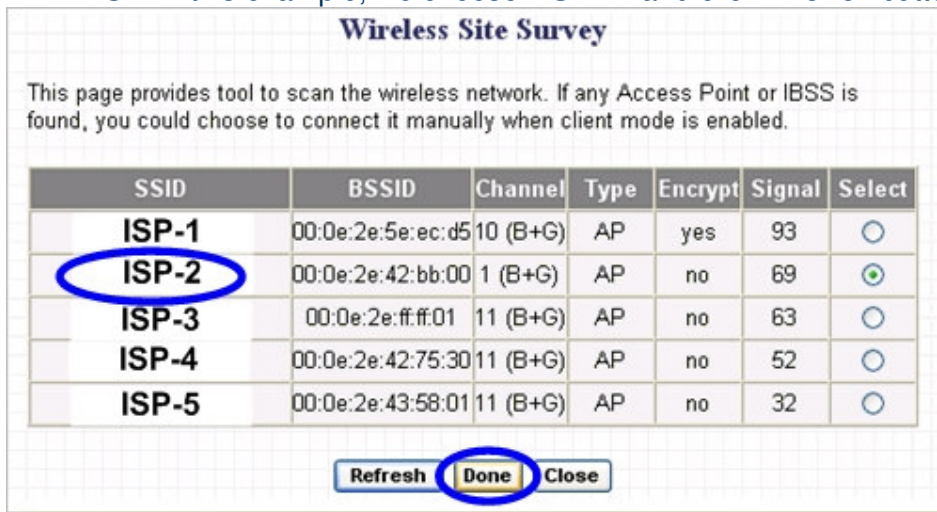 Wireless Site Survey
This page provides tool to scan the wireless network. If any Access Point or IBSS is
found, you could choose to connect it manually when client mode is enabled.
SSID BSSID Channel Type Encrypt Signal Select
ISP-1 00:0e:2e:5e:ec:d5 10 (B+G) AP yes 93
ISP-2 00:0e:2e:42:bb:00 1 (B+G) AP no 69
ISP-3 00:0e:2e:ff:ff:01 11 (B+G) AP no 63
ISP-4 00:0e:2e:42:75:30 11 (B+G) AP no 52
ISP-5 00:0e:2e:43:58:01 11 (B+G) AP no 32
Refresh Done Close